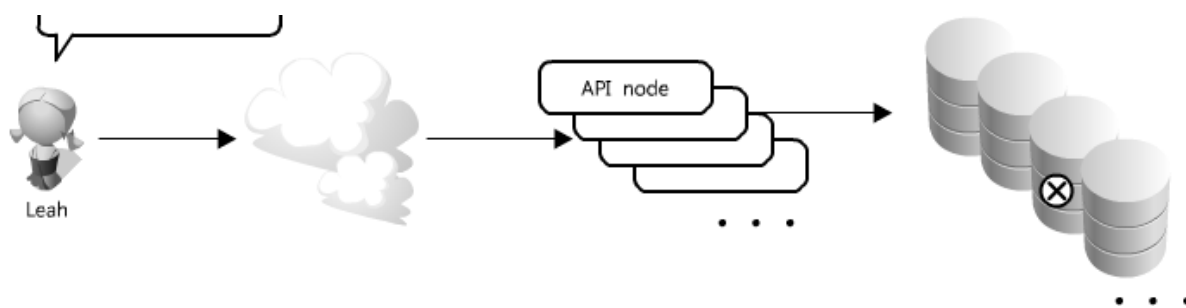 API node
Leah
. . .
. . .